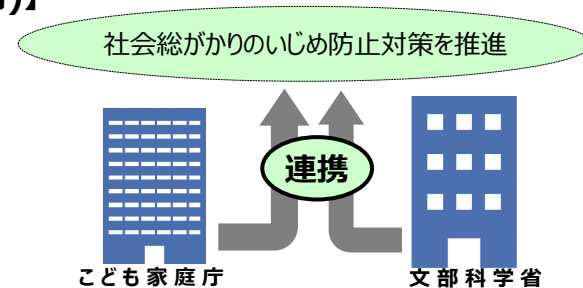 社会総がかりのいじめ防止対策を推進
連携
こども家庭庁
文部科学省